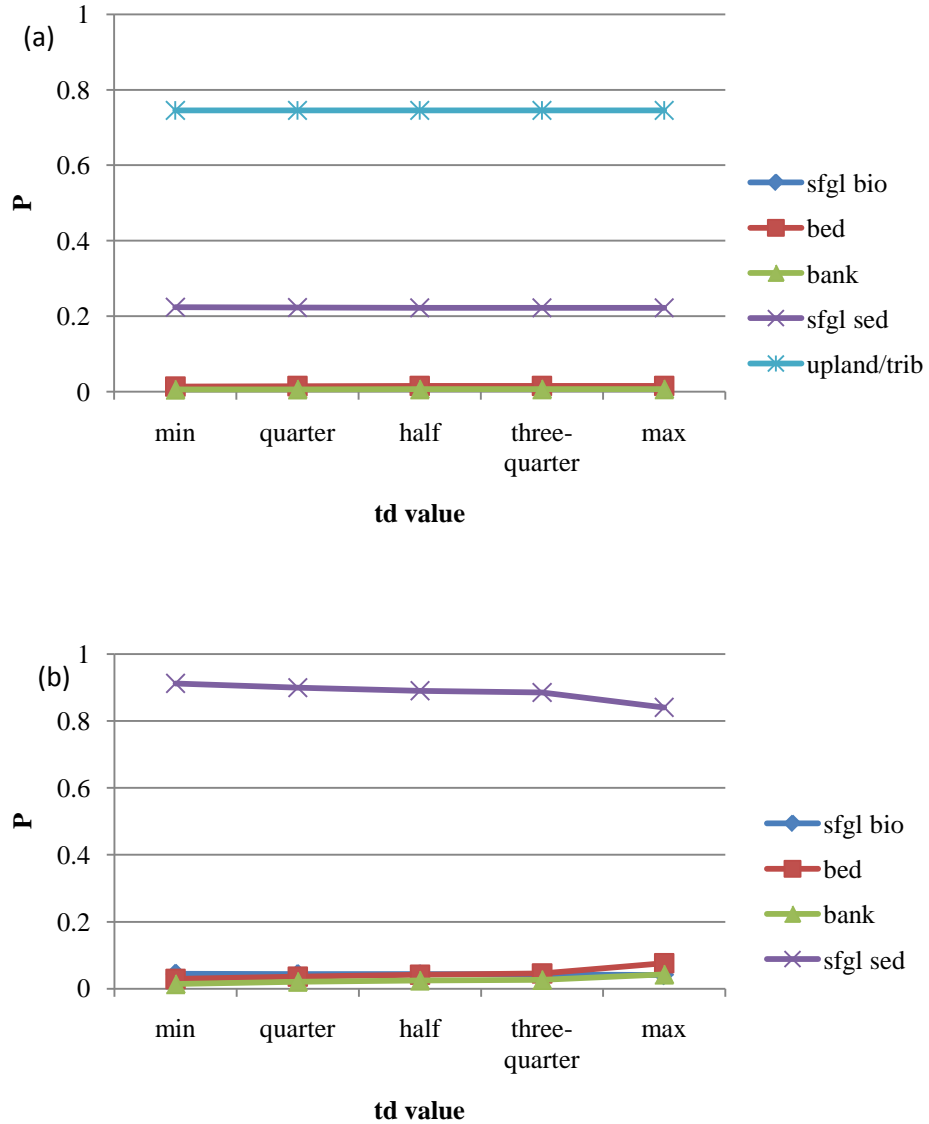 (a)
1
0.8
0.6
0.4
0.2
0
P
min quarter half three-quarter max
td value
sfgl bio
bed
bank
sfgl sed
upland/trib
(b)
1
0.8
0.6
0.4
0.2
0
P
min quarter half three-quarter max
td value
sfgl bio
bed
bank
sfgl sed